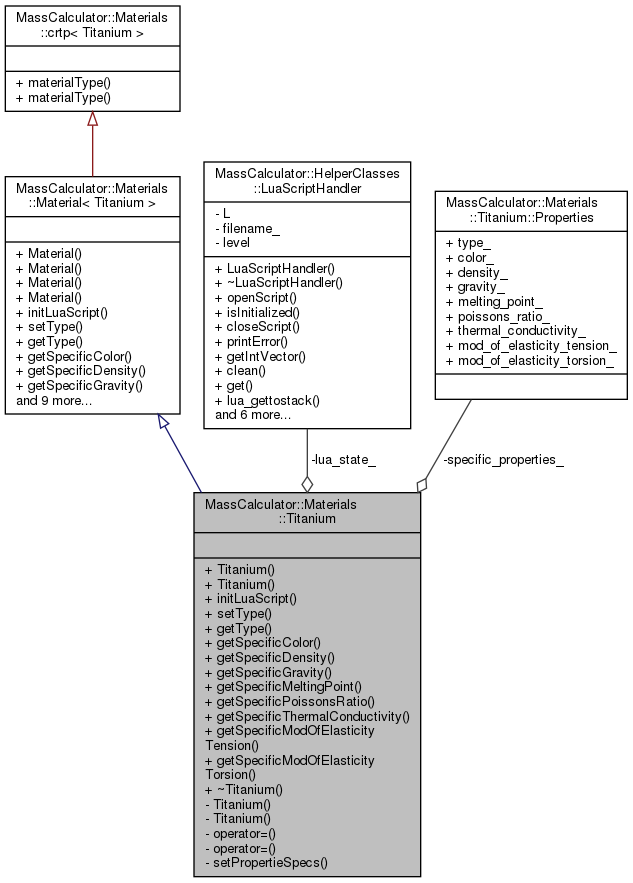 MassCalculator::Materials
::crtp< Titanium >
+ materialType()
+ materialType()
MassCalculator::Materials
::Material< Titanium >
+ Material()
+ Material()
+ Material()
+ Material()
+ initLuaScript()
+ setType()
+ getType()
+ getSpecificColor()
+ getSpecificDensity()
+ getSpecificGravity()
and 9 more...
MassCalculator::HelperClasses
::LuaScriptHandler
- L
- filename_
- level
+ LuaScriptHandler()
+ ~LuaScriptHandler()
+ openScript()
+ isInitialized()
+ closeScript()
+ printError()
+ getIntVector()
+ clean()
+ get()
+ lua_gettostack()
and 6 more...
MassCalculator::Materials
::Titanium::Properties
+ type_
+ color_
+ density_
+ gravity_
+ melting_point_
+ poissons_ratio_
+ thermal_conductivity_
+ mod_of_elasticity_tension_
+ mod_of_elasticity_torsion_
-lua_state_
-specific_properties_
MassCalculator::Materials
::Titanium
+ Titanium()
+ Titanium()
+ initLuaScript()
+ setType()
+ getType()
+ getSpecificColor()
+ getSpecificDensity()
+ getSpecificGravity()
+ getSpecificMeltingPoint()
+ getSpecificPoissonsRatio()
+ getSpecificThermalConductivity()
+ getSpecificModOfElasticity
Tension()
+ getSpecificModOfElasticity
Torsion()
+ ~Titanium()
- Titanium()
- Titanium()
- operator=()
- operator=()
- setPropertieSpecs()